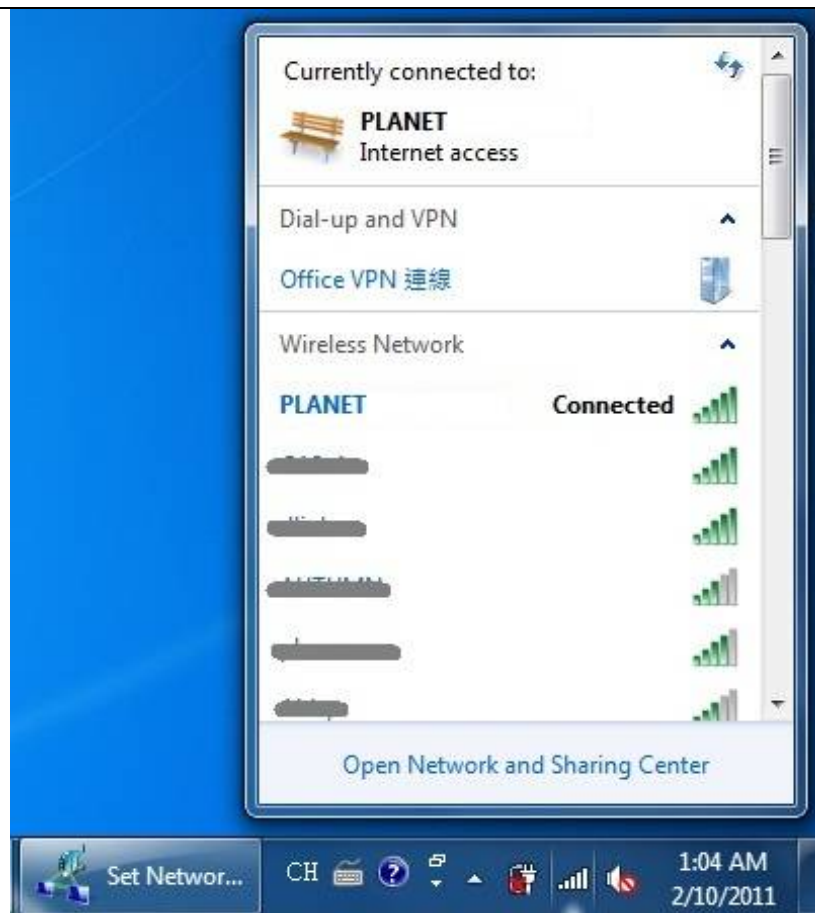 Currently connected to:
PLANET
Internet access
Dial-up and VPN
Office VPN 連線
Wireless Network
PLANET Connected
Open Network and Sharing Center
Set Networ...
CH
1:04 AM
2/10/2011